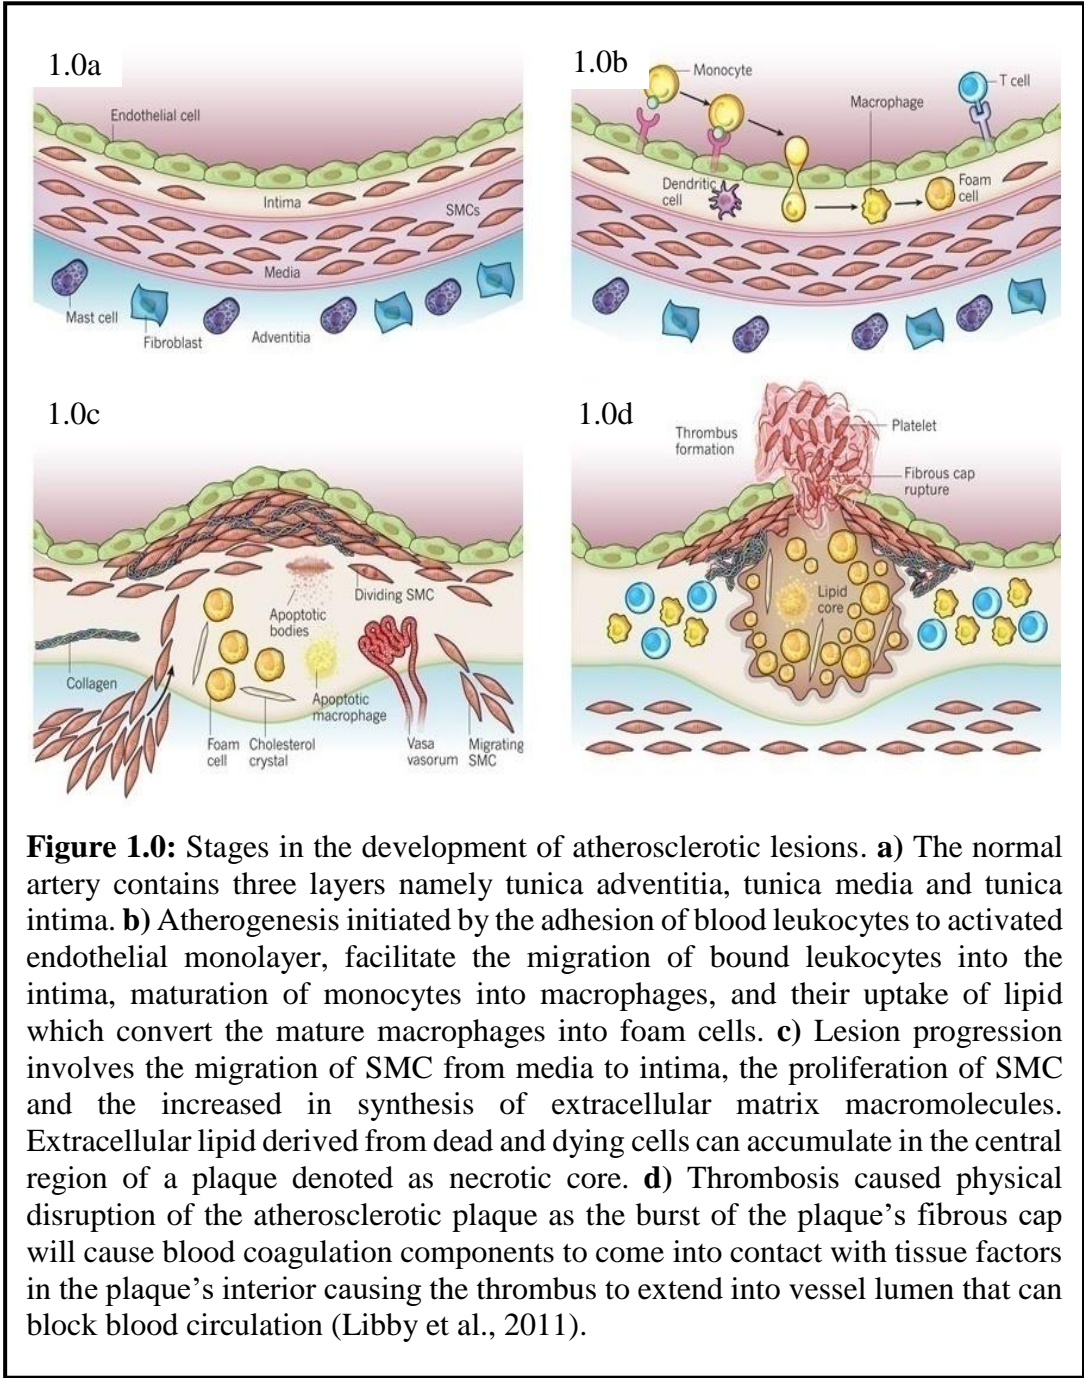 1.0a
Endothelial cell
Intima
SMCs
Media
Mast cell
Fibroblast
Adventitia
1.0b
Monocyte
T cell
Macrophage
Dendritic
cell
Foam
cell
1.0c
Dividing SMC
Apoptotic
bodies
Collagen
Apoptotic
macrophage
Foam
cell
Cholesterol
crystal
Vasa
vasorum
Migrating
SMC
1.0d
Thrombus
formation
Platelet
Fibrous cap
rupture
Lipid
core
Figure 1.0: Stages in the development of atherosclerotic lesions. a) The normal
artery contains three layers namely tunica adventitia, tunica media and tunica
intima. b) Atherogenesis initiated by the adhesion of blood leukocytes to activated
endothelial monolayer, facilitate the migration of bound leukocytes into the
intima, maturation of monocytes into macrophages, and their uptake of lipid
which convert the mature macrophages into foam cells. c) Lesion progression
involves the migration of SMC from media to intima, the proliferation of SMC
and the increased in synthesis of extracellular matrix macromolecules.
Extracellular lipid derived from dead and dying cells can accumulate in the central
region of a plaque denoted as necrotic core. d) Thrombosis caused physical
disruption of the atherosclerotic plaque as the burst of the plaque’s fibrous cap
will cause blood coagulation components to come into contact with tissue factors
in the plaque’s interior causing the thrombus to extend into vessel lumen that can
block blood circulation (Libby et al., 2011).